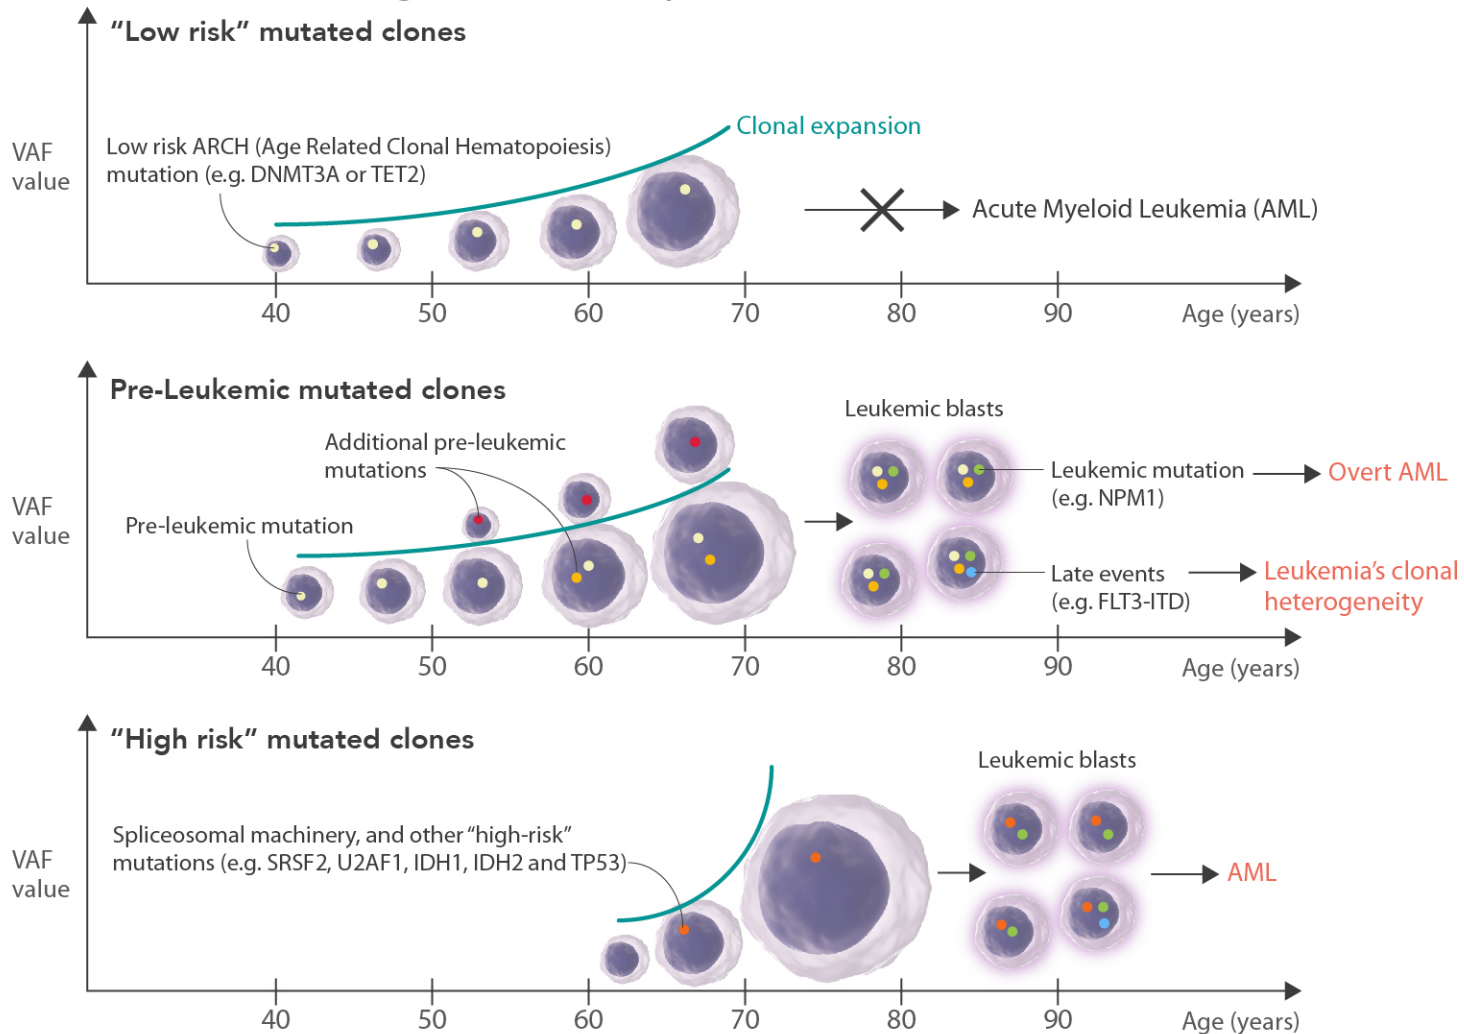 “Low risk” mutated clones
Clonal expansion
Low risk ARCH (Age Related Clonal Hematopoiesis)
mutation (e.g. DNMT3A or TET2)
VAF
value
Acute Myeloid Leukemia (AML)
40 50 60 70 80 90 Age (years)
Pre-Leukemic mutated clones
Leukemic blasts
Additional pre-leukemic
mutations
Leukemic mutation
(e.g. NPM1)
Overt AML
VAF
value
Pre-leukemic mutation
Late events
(e.g. FLT3-ITD)
Leukemia’s clonal
heterogeneity
40 50 60 70 80 90 Age (years)
“High risk” mutated clones
Leukemic blasts
Spliceosomal machinery, and other “high-risk”
mutations (e.g. SRSF2, U2AF1, IDH1, IDH2 and TP53)
VAF
value
AML
40 50 60 70 80 90 Age (years)